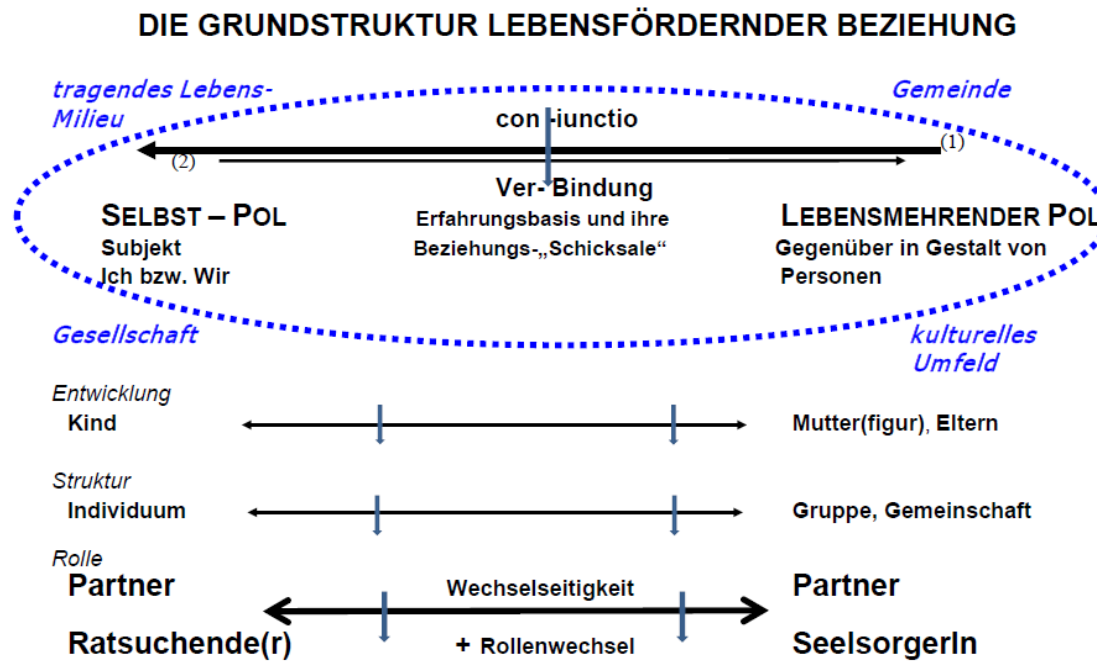 DIE GRUNDSTRUKTUR LEBENSFÖRDERNDER BEZIEHUNG
tragendes Lebens-
Milieu
Gemeinde
con -iunctio
(1)
(2)
Ver- Bindung
SELBST – POL
Erfahrungsbasis und ihre
LEBENSMEHRENDER POL
Subjekt
Beziehungs-„Schicksale“
Gegenüber in Gestalt von
Ich bzw. Wir
Personen
Gesellschaft
kulturelles
Umfeld
Entwicklung
Kind
Mutter(figur), Eltern
Struktur
Individuum
Gruppe, Gemeinschaft
Rolle
Partner
Wechselseitigkeit
Partner
Ratsuchende(r)
+ Rollenwechsel
SeelsorgerIn